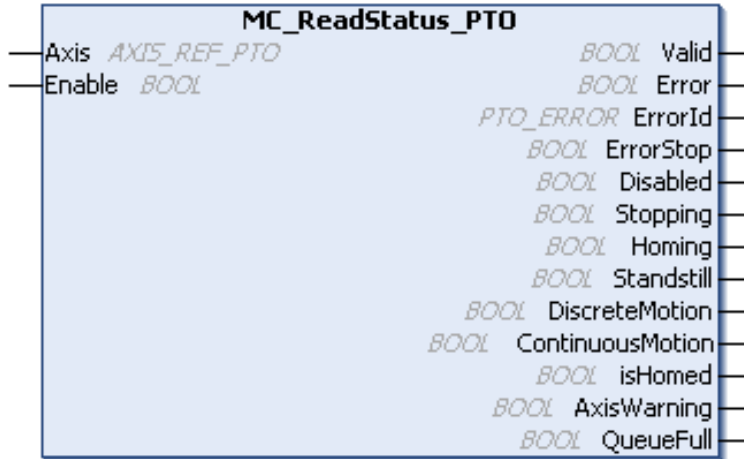 MC_ReadStatus_PTO
Axis AXIS_REF_PTO BOOL Valid
Enable BOOL BOOL Error
PTO_ERROR ErrorId
BOOL ErrorStop
BOOL Disabled
BOOL Stopping
BOOL Homing
BOOL Standstill
BOOL DiscreteMotion
BOOL ContinuousMotion
BOOL isHomed
BOOL AxisWarning
BOOL QueueFull